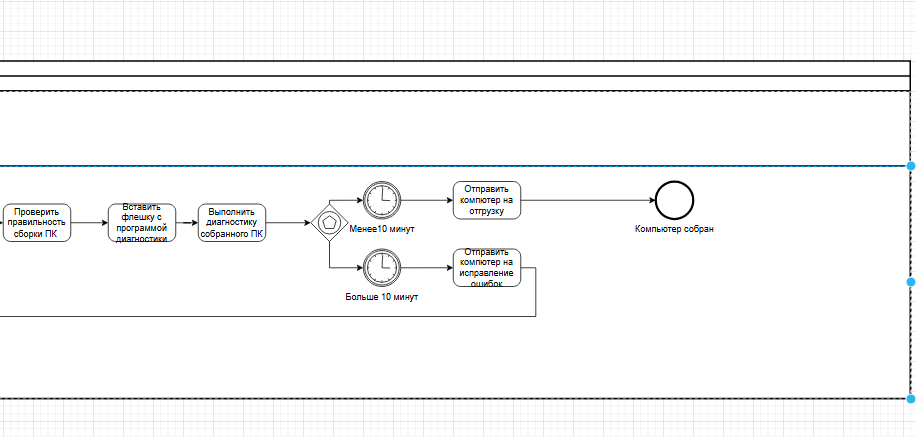 Проверить
правильность
сборки ПК
Вставить
флешку с
программой
диагностики
Выполнить
диагностику
собранного ПК
Менее10 минут
Отправить
компьютер на
отгрузку
Компьютер собран
Больше 10 минут
Отправить
компютер на
исправление
ошибок